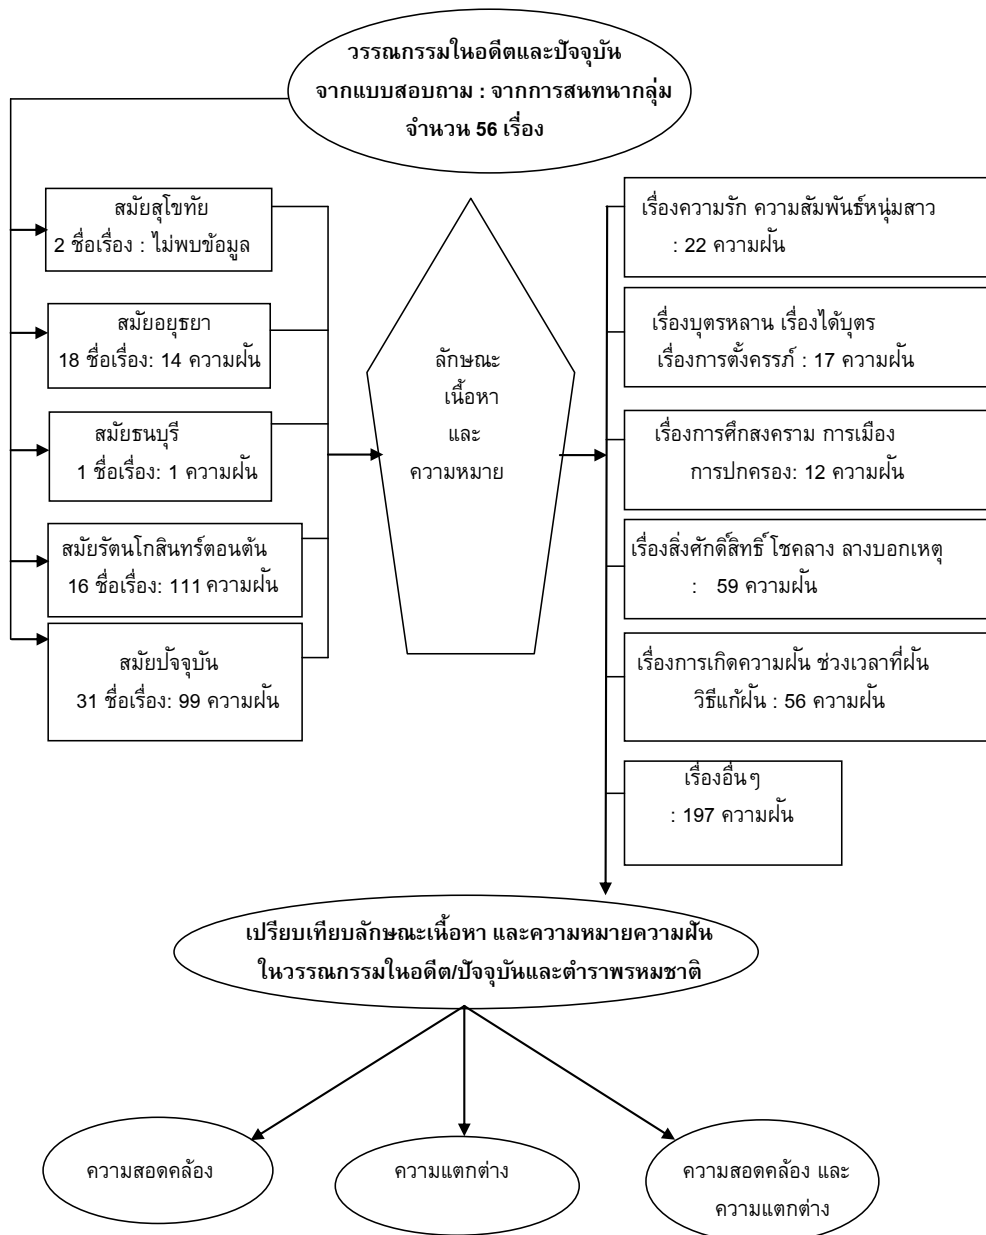 วรรณกรรมในอดีตและปัจจุบัน
จากแบบสอบถาม : จากการสนทนากลุ่ม
จำนวน 56 เรื่อง
สมัยสุโขทัย
2 ชื่อเรื่อง : ไม่พบข้อมูล
สมัยอยุธยา
18 ชื่อเรื่อง: 14 ความฝัน
สมัยธนบุรี
1 ชื่อเรื่อง: 1 ความฝัน
สมัยรัตนโกสินทร์ตอนต้น
16 ชื่อเรื่อง: 111 ความฝัน
สมัยปัจจุบัน
31 ชื่อเรื่อง: 99 ความฝัน
ลักษณะ
เนื้อหา
และ
ความหมาย
เรื่องความรัก ความสัมพันธ์หนุ่มสาว
: 22 ความฝัน
เรื่องบุตรหลาน เรื่องได้บุตร
เรื่องการตั้งครรภ์ : 17 ความฝัน
เรื่องการศึกสงคราม การเมือง
การปกครอง: 12 ความฝัน
เรื่องสิ่งศักดิ์สิทธิ์ โชคลาง ลางบอกเหตุ
: 59 ความฝัน
เรื่องการเกิดความฝัน ช่วงเวลาที่ฝัน
วิธีแก้ฝัน : 56 ความฝัน
เรื่องอื่นๆ
: 197 ความฝัน
เปรียบเทียบลักษณะเนื้อหา และความหมายความฝัน
ในวรรณกรรมในอดีต/ปัจจุบันและตำราพรหมชาติ
ความสอดคล้อง
ความแตกต่าง
ความสอดคล้อง และ
ความแตกต่าง